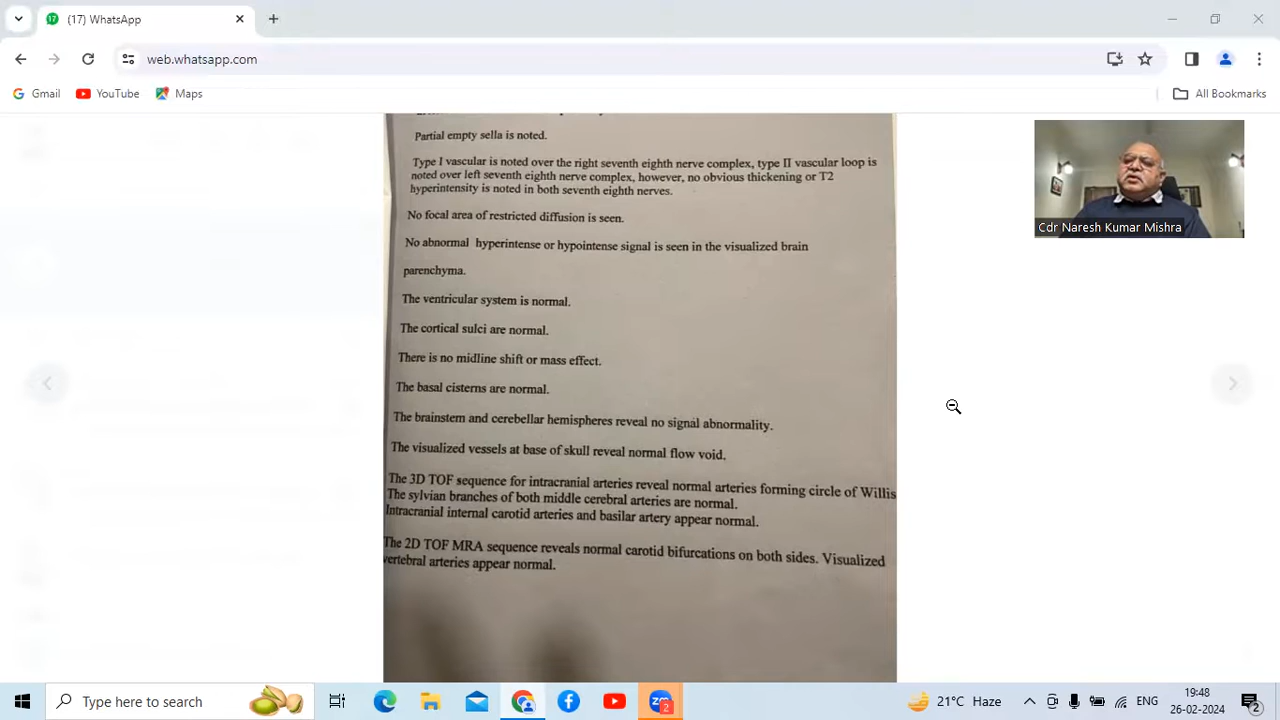 (17) WhatsApp
web.whatsapp.com
Gmail
YouTube
Maps
All Bookmarks
Partial empty sella is noted.
Type I vascular is noted over the right seventh eighth nerve complex, type II vascular loop is
noted over left seventh eighth nerve complex, however, no obvious thickening or T2
hyperintensity is noted in both seventh eighth nerves.
No focal area of restricted diffusion is seen.
No abnormal hyperintense or hypointense signal is seen in the visualized brain
parenchyma.
The ventricular system is normal.
The cortical sulci are normal.
There is no midline shift or mass effect.
The basal cisterns are normal.
The brainstem and cerebellar hemispheres reveal no signal abnormality.
The visualized vessels at base of skull reveal normal flow void.
The 3D TOF sequence for intracranial arteries reveal normal arteries forming circle of Willis
The sylvian branches of both middle cerebral arteries are normal.
Intracranial internal carotid arteries and basilar artery appear normal.
The 2D TOF MRA sequence reveals normal carotid bifurcations on both sides. Visualized
vertebral arteries appear normal.
Cdr Naresh Kumar Mishra
Type here to search
2
21°C Haze
ENG
19:48
26-02-2024
2